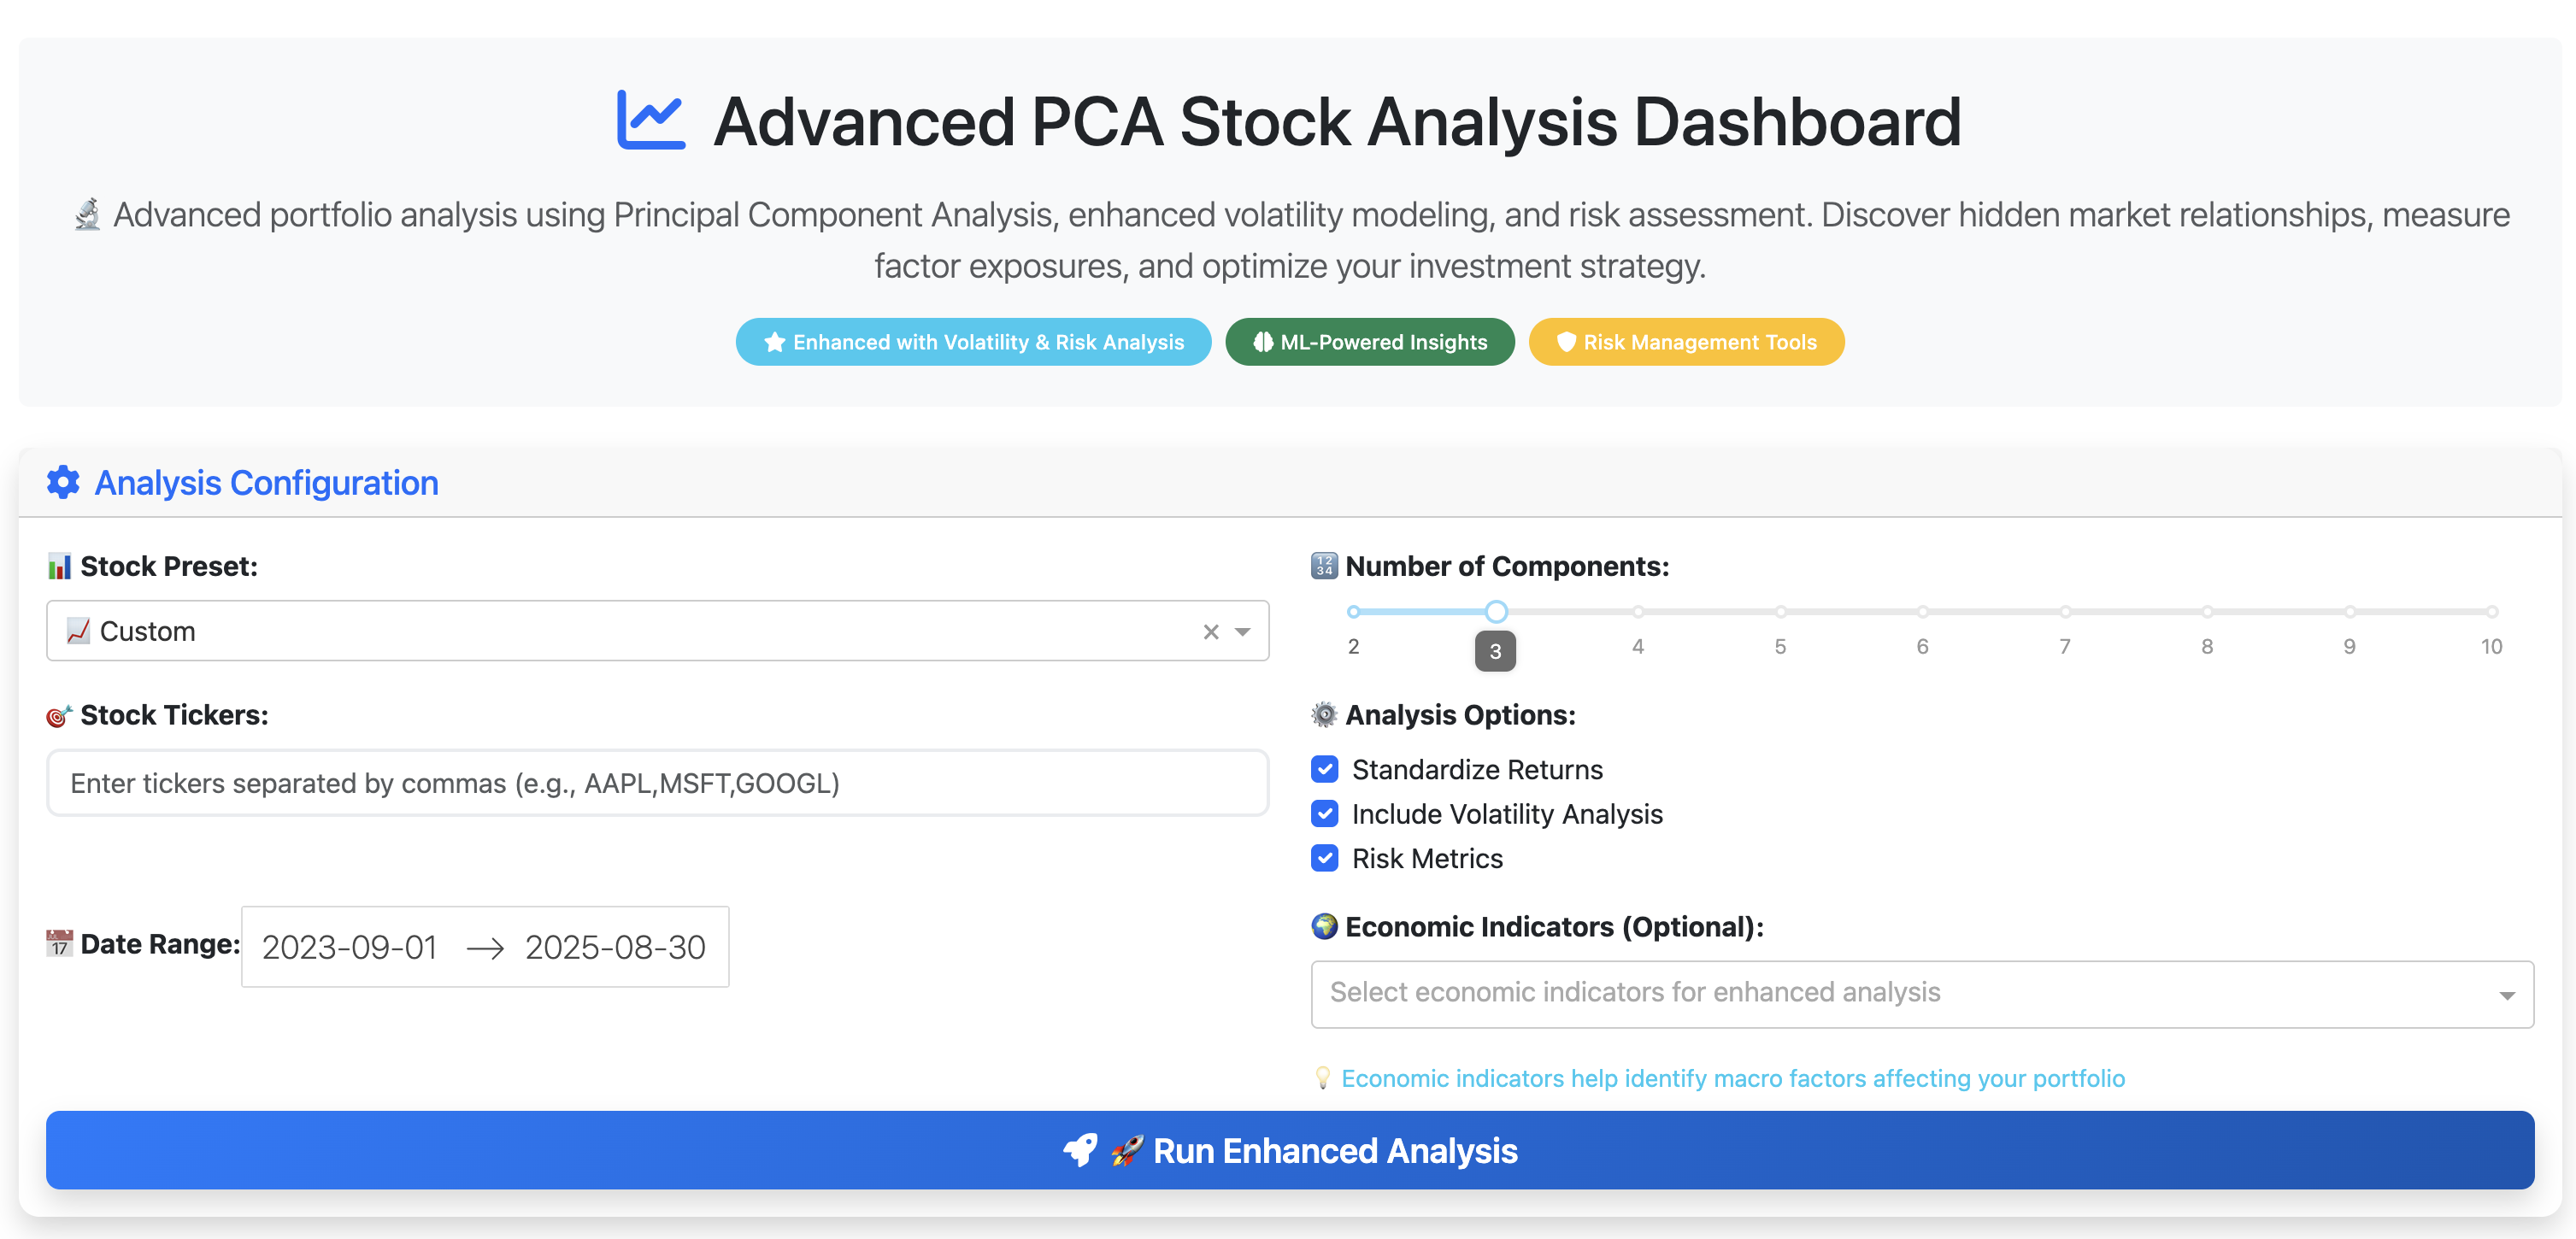 Advanced PCA Stock Analysis Dashboard
🔬 Advanced portfolio analysis using Principal Component Analysis, enhanced volatility modeling, and risk assessment. Discover hidden market relationships, measure
factor exposures, and optimize your investment strategy.
Enhanced with Volatility & Risk Analysis
ML-Powered Insights
Risk Management Tools
Analysis Configuration
📊 Stock Preset:
📈 Custom
🎯 Stock Tickers:
Enter tickers separated by commas (e.g., AAPL,MSFT,GOOGL)
📅 Date Range:
2023-09-01 → 2025-08-30
🔢 Number of Components:
2 3 4 5 6 7 8 9 10
⚙️ Analysis Options:
Standardize Returns
Include Volatility Analysis
Risk Metrics
🌍 Economic Indicators (Optional):
Select economic indicators for enhanced analysis
💡 Economic indicators help identify macro factors affecting your portfolio
🚀 Run Enhanced Analysis